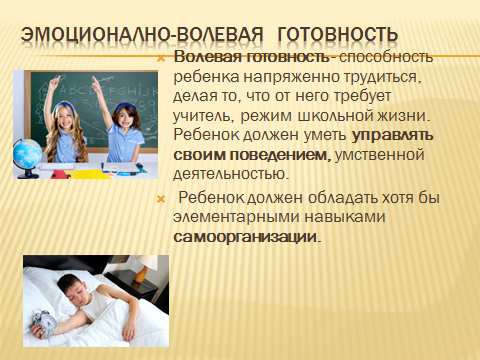 ЭМОЦИОНАЛНО-ВОЛЕВАЯ ГОТОВНОСТЬ
Волевая готовность - способность
ребенка напряженно трудиться,
делая то, что от него требует
учитель, режим школьной жизни.
Ребенок должен уметь управлять
своим поведением, умственной
деятельностью.
Ребенок должен обладать хотя бы
элементарными навыками
самоорганизации.